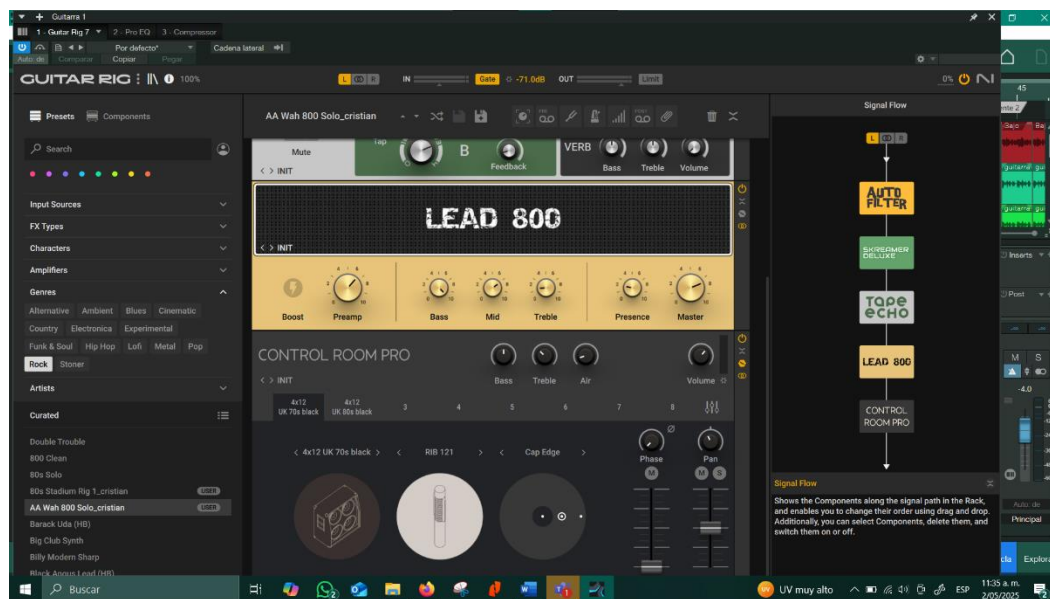 Guitarra 1
1 - Guitar Rig 7 2 - Pro EQ 3 - Compressor
Por defecto* Cadena lateral
Auto: de Comparar Copiar Pegar
GUITAR RIG 100% L R IN Gate -71.0dB OUT Limit 0%
Presets Components
AA Wah 800 Solo_cristian
Search
Input Sources
FX Types
Characters
Amplifiers
Genres
Alternative Ambient Blues Cinematic
Country Electronica Experimental
Funk & Soul Hip Hop Lofi Metal Pop
Rock Stoner
Artists
Curated
Double Trouble
800 Clean
80s Solo
80s Stadium Rig 1_cristian USER
AA Wah 800 Solo_cristian USER
Barack Uda (HB)
Big Club Synth
Billy Modern Sharp
Black Angus Lead (HB)
Mute Tap B Feedback VERB Bass Treble Volume
< > INIT
LEAD 800
< > INIT
Boost Preamp Bass Mid Treble Presence Master
CONTROL ROOM PRO
< > INIT Bass Treble Air Volume
4x12 UK 70s black
4x12 UK 80s black
3 4 5 6 7 8
< 4x12 UK 70s black > < RIB 121 > < Cap Edge >
Phase Pan
M M S
Signal Flow
L R
AUTO FILTER
SKREAMER DELUXE
TAPE ECHO
LEAD 800
CONTROL ROOM PRO
Signal Flow
Shows the Components along the signal path in the Rack,
and enables you to change their order using drag and drop.
Additionally, you can select Components, delete them, and
switch them on or off.
45
Bajo
Inserts
Post
M S
-4.0
Auto: de
Principal
Explora
Buscar
UV muy alto
ESP
11:35 a. m.
2/05/2025